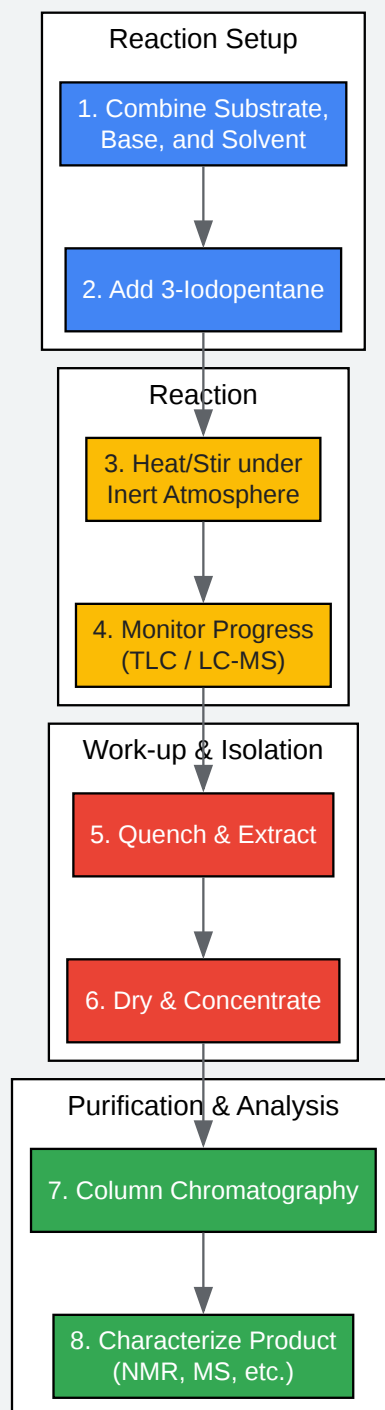 Reaction Setup
1. Combine Substrate,
Base, and Solvent
2. Add 3-Iodopentane
Reaction
3. Heat/Stir under
Inert Atmosphere
4. Monitor Progress
(TLC / LC-MS)
Work-up & Isolation
5. Quench & Extract
6. Dry & Concentrate
Purification & Analysis
7. Column Chromatography
8. Characterize Product
(NMR, MS, etc.)